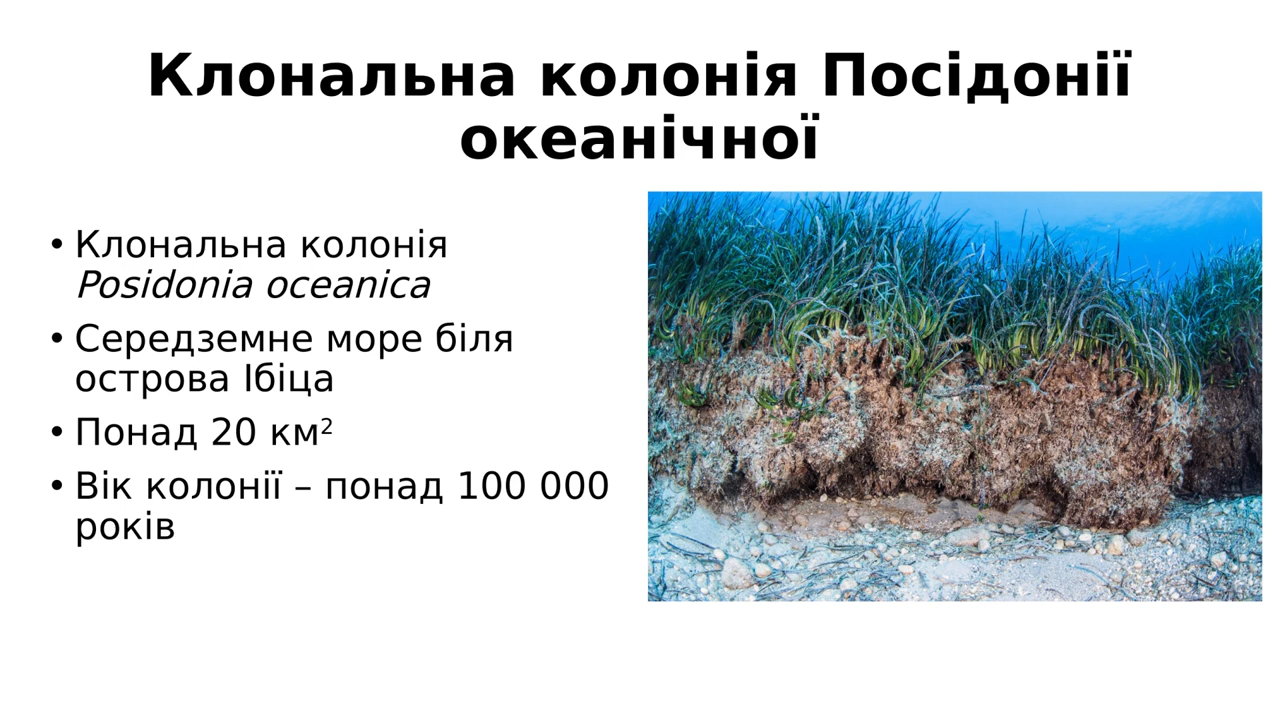 Клональна колонія Посідонії
океанічної
• Клональна колонія
Posidonia oceanica
• Середземне море біля
острова Ібіца
• Понад 20 км²
• Вік колонії – понад 100 000
років